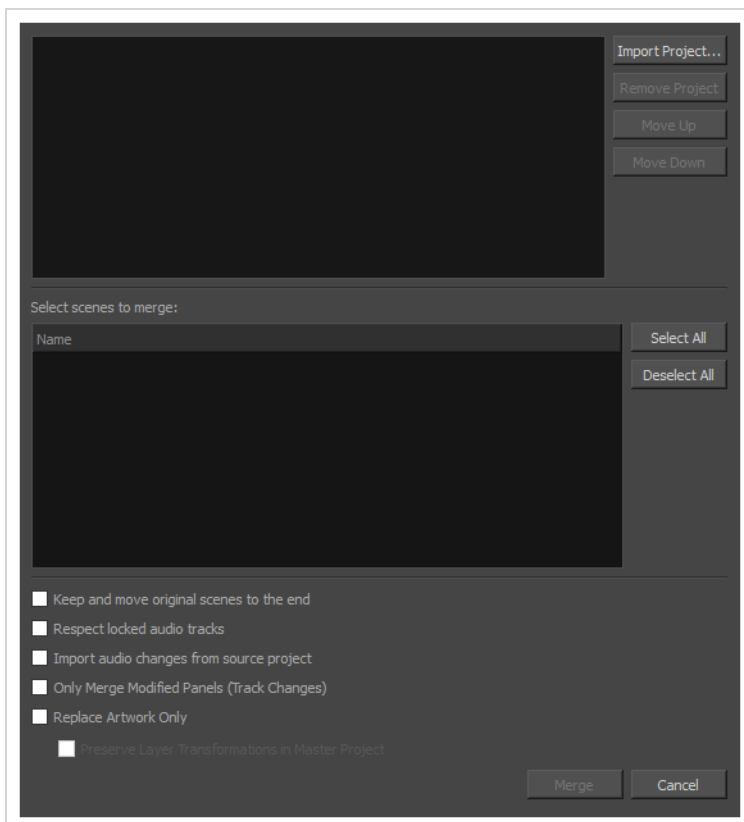 Import Project...
Remove Project
Move Up
Move Down
Select scenes to merge:
Name
Select All
Deselect All
Keep and move original scenes to the end
Respect locked audio tracks
Import audio changes from source project
Only Merge Modified Panels (Track Changes)
Replace Artwork Only
Preserve Layer Transformations in Master Project
Merge
Cancel